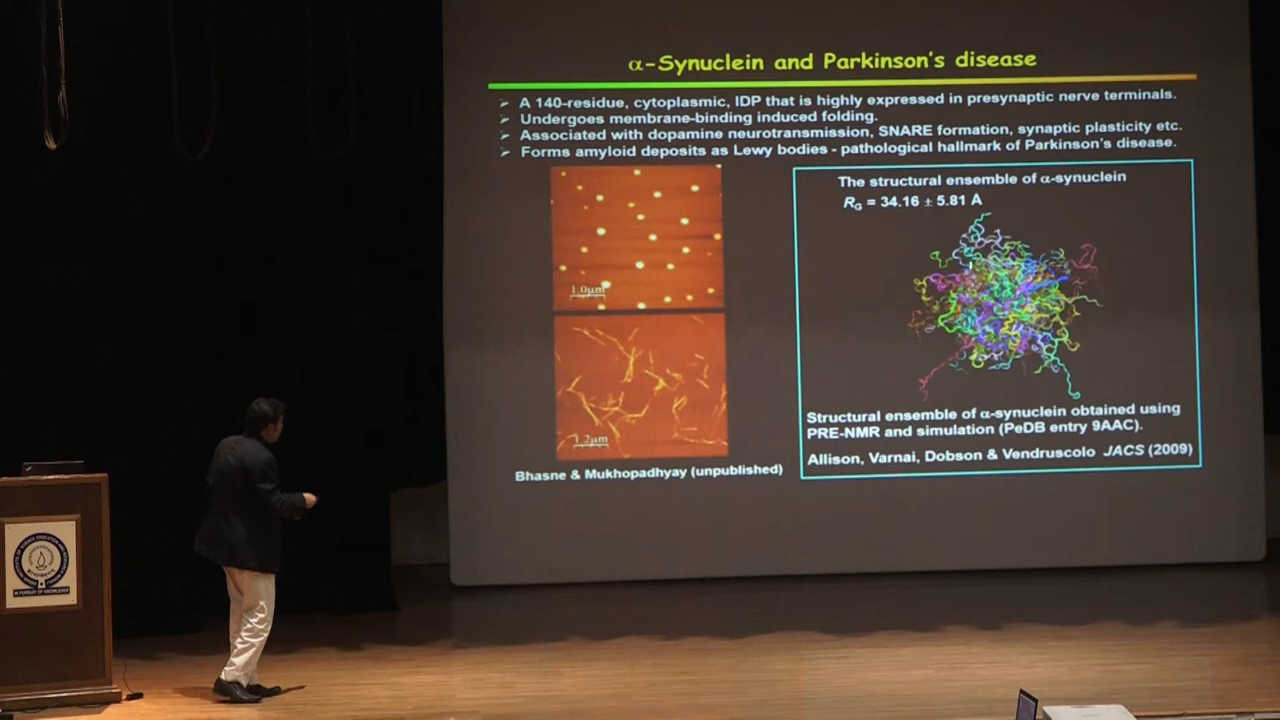 α-Synuclein and Parkinson's disease
➢ A 140-residue, cytoplasmic, IDP that is highly expressed in presynaptic nerve terminals.
➢ Undergoes membrane-binding induced folding.
➢ Associated with dopamine neurotransmission, SNARE formation, synaptic plasticity etc.
➢ Forms amyloid deposits as Lewy bodies - pathological hallmark of Parkinson's disease.
1.0µm
1.2µm
Bhasne & Mukhopadhyay (unpublished)
The structural ensemble of α-synuclein
RG = 34.16 ± 5.81 A
Structural ensemble of α-synuclein obtained using
PRE-NMR and simulation (PeDB entry 9AAC).
Allison, Varnai, Dobson & Vendruscolo JACS (2009)
IN PURSUIT OF KNOWLEDGE